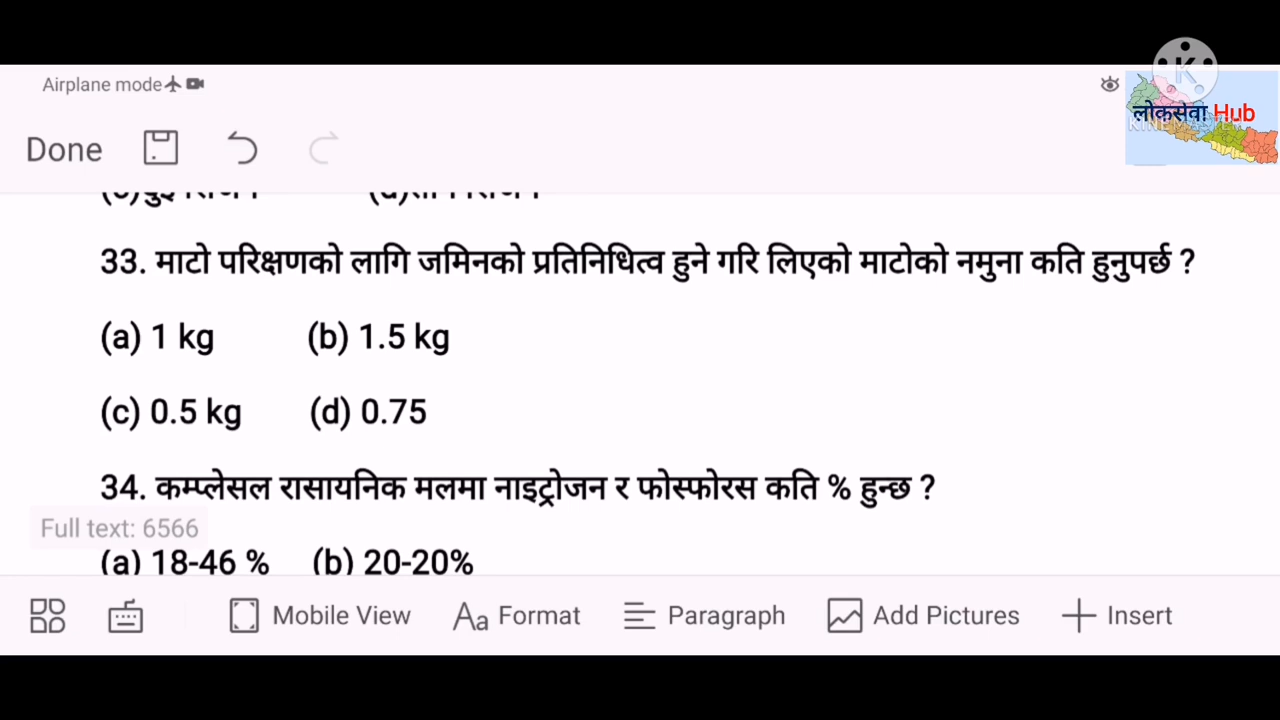 Airplane mode
K
लोकसेवा Hub
KINEMASTER
Done
33. माटो परिक्षणको लागि जमिनको प्रतिनिधित्व हुने गरि लिएको माटोको नमुना कति हुनुपर्छ ?
(a) 1 kg (b) 1.5 kg
(c) 0.5 kg (d) 0.75
34. कम्प्लेसल रासायनिक मलमा नाइट्रोजन र फोस्फोरस कति % हुन्छ ?
Full text: 6566
(a) 18-46 % (b) 20-20%
Mobile View Aa Format Paragraph Add Pictures Insert